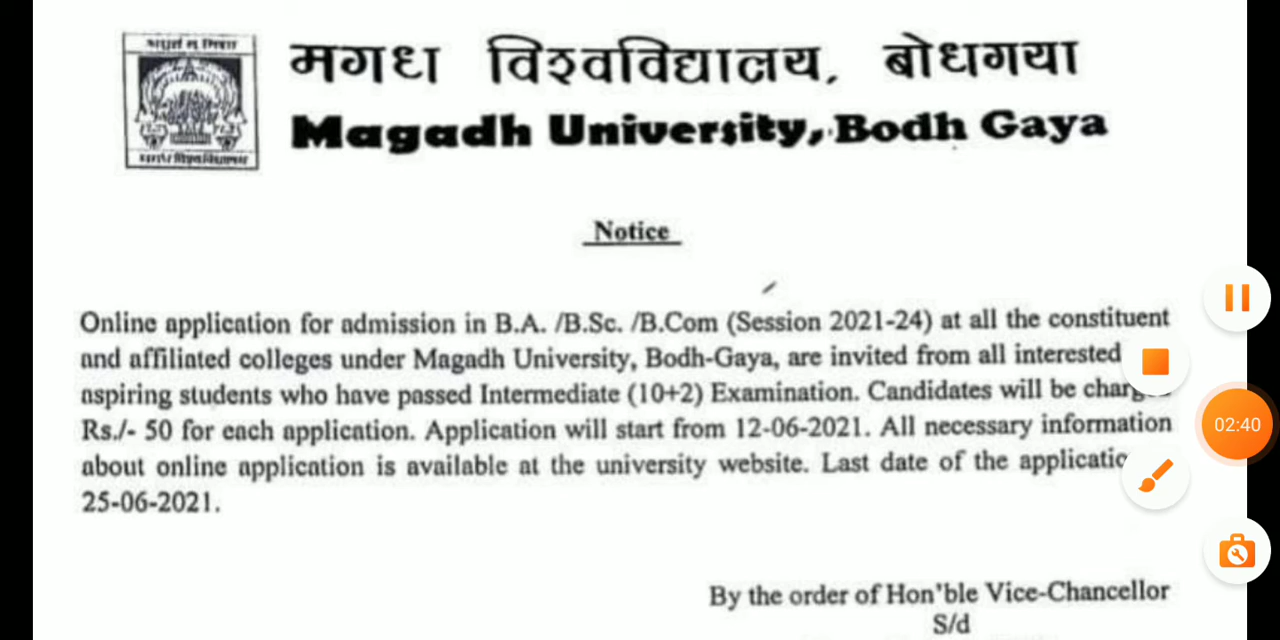 मगध विश्वविद्यालय, बोधगया
Magadh University, Bodh Gaya
Notice
Online application for admission in B.A. /B.Sc. /B.Com (Session 2021-24) at all the constituent
and affiliated colleges under Magadh University, Bodh-Gaya, are invited from all interested
aspiring students who have passed Intermediate (10+2) Examination. Candidates will be
Rs./- 50 for each application. Application will start from 12-06-2021. All necessary information
about online application is available at the university website. Last date of the
25-06-2021.
02:40
By the order of Hon'ble Vice-Chancellor
S/d